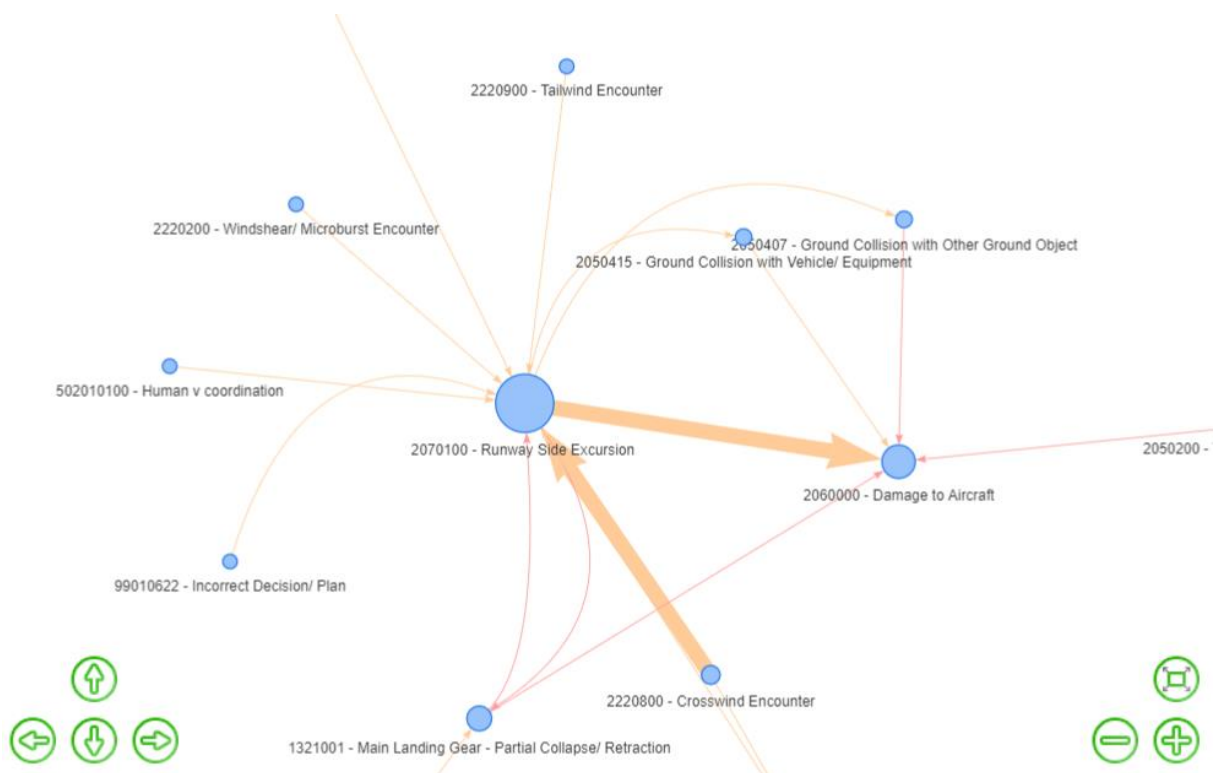 2220900 - Tailwind Encounter
2220200 - Windshear/ Microburst Encounter
2050407 - Ground Collision with Other Ground Object
2050415 - Ground Collision with Vehicle/ Equipment
502010100 - Human v coordination
2070100 - Runway Side Excursion
2050200 -
2060000 - Damage to Aircraft
99010622 - Incorrect Decision/ Plan
2220800 - Crosswind Encounter
1321001 - Main Landing Gear - Partial Collapse/ Retraction